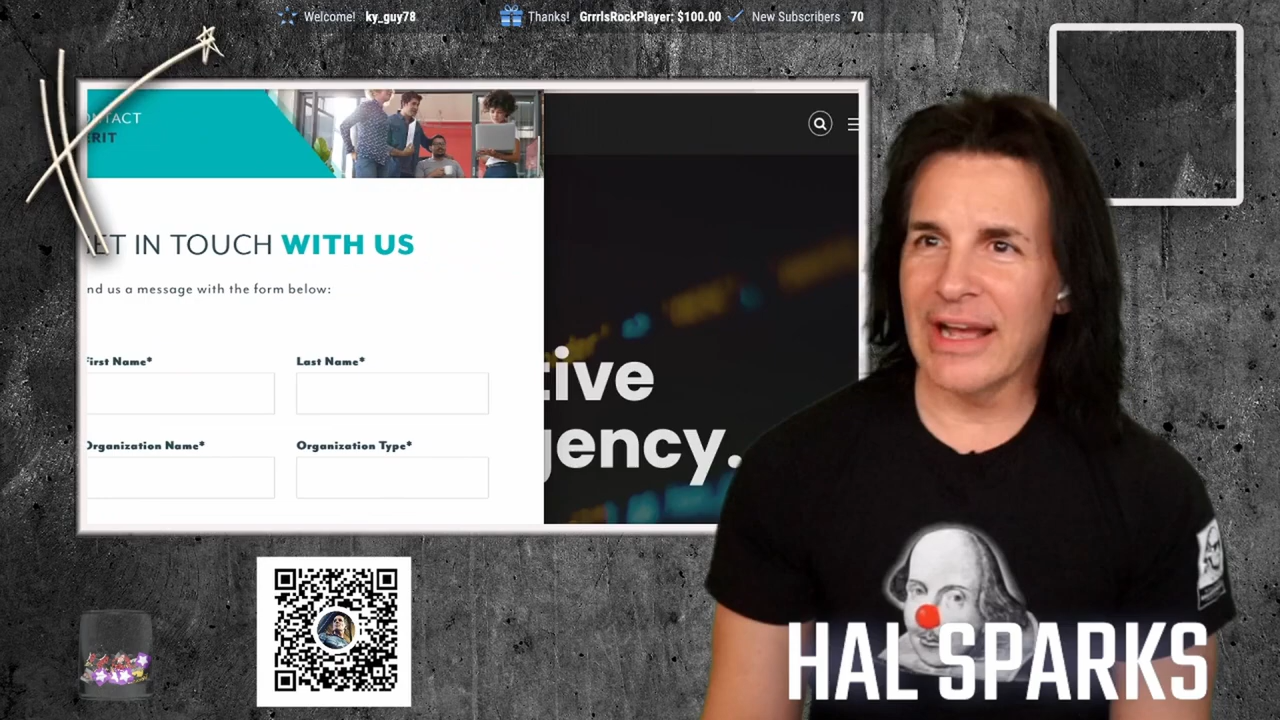 Welcome! ky_guy78
Thanks! GrrrlsRockPlayer: $100.00
New Subscribers 70
ONTACT
ERIT
ET IN TOUCH WITH US
nd us a message with the form below:
First Name*
Last Name*
Organization Name*
Organization Type*
tive
gency.
HAL SPARKS